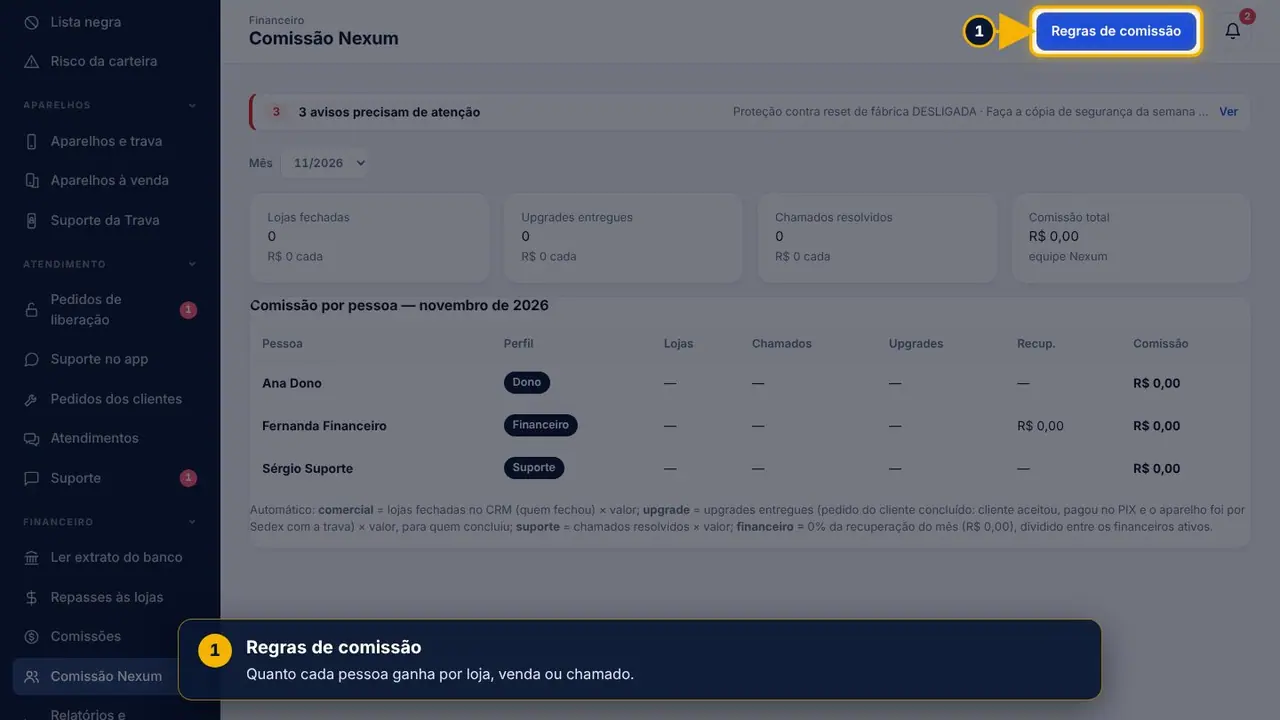 Lista negra
Risco da carteira
APARELHOS
Aparelhos e trava
Aparelhos à venda
Suporte da Trava
ATENDIMENTO
Pedidos de
liberação
1
Suporte no app
Pedidos dos clientes
Atendimentos
Suporte
1
FINANCEIRO
Ler extrato do banco
Repasses às lojas
Comissões
Comissão Nexum
Relatórios e
Financeiro
Comissão Nexum
1
Regras de comissão
2
3
3 avisos precisam de atenção
Proteção contra reset de fábrica DESLIGADA · Faça a cópia de segurança da semana ...
Ver
Mês
11/2026
Lojas fechadas
0
R$ 0 cada
Upgrades entregues
0
R$ 0 cada
Chamados resolvidos
0
R$ 0 cada
Comissão total
R$ 0,00
equipe Nexum
Comissão por pessoa — novembro de 2026
Pessoa Perfil Lojas Chamados Upgrades Recup. Comissão
Ana Dono Dono — — — — R$ 0,00
Fernanda Financeiro Financeiro — — — R$ 0,00 R$ 0,00
Sérgio Suporte Suporte — — — — R$ 0,00
Automático: comercial = lojas fechadas no CRM (quem fechou) × valor; upgrade = upgrades entregues (pedido do cliente concluído: cliente aceitou, pagou no PIX e o aparelho foi por
Sedex com a trava) × valor, para quem concluiu; suporte = chamados resolvidos × valor; financeiro = 0% da recuperação do mês (R$ 0,00), dividido entre os financeiros ativos.
1
Regras de comissão
Quanto cada pessoa ganha por loja, venda ou chamado.